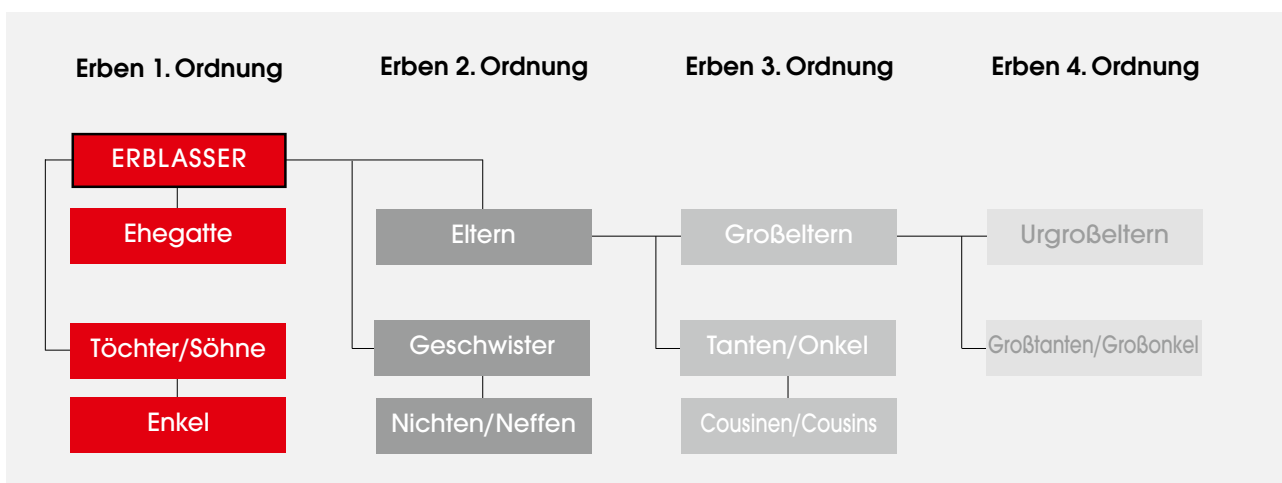 Erben 1. Ordnung
Erben 2. Ordnung
Erben 3. Ordnung
Erben 4. Ordnung
ERBLASSER
Ehegatte
Eltern
Großeltern
Urgroßeltern
Töchter/Söhne
Geschwister
Tanten/Onkel
Großtanten/Großonkel
Enkel
Nichten/Neffen
Cousinen/Cousins